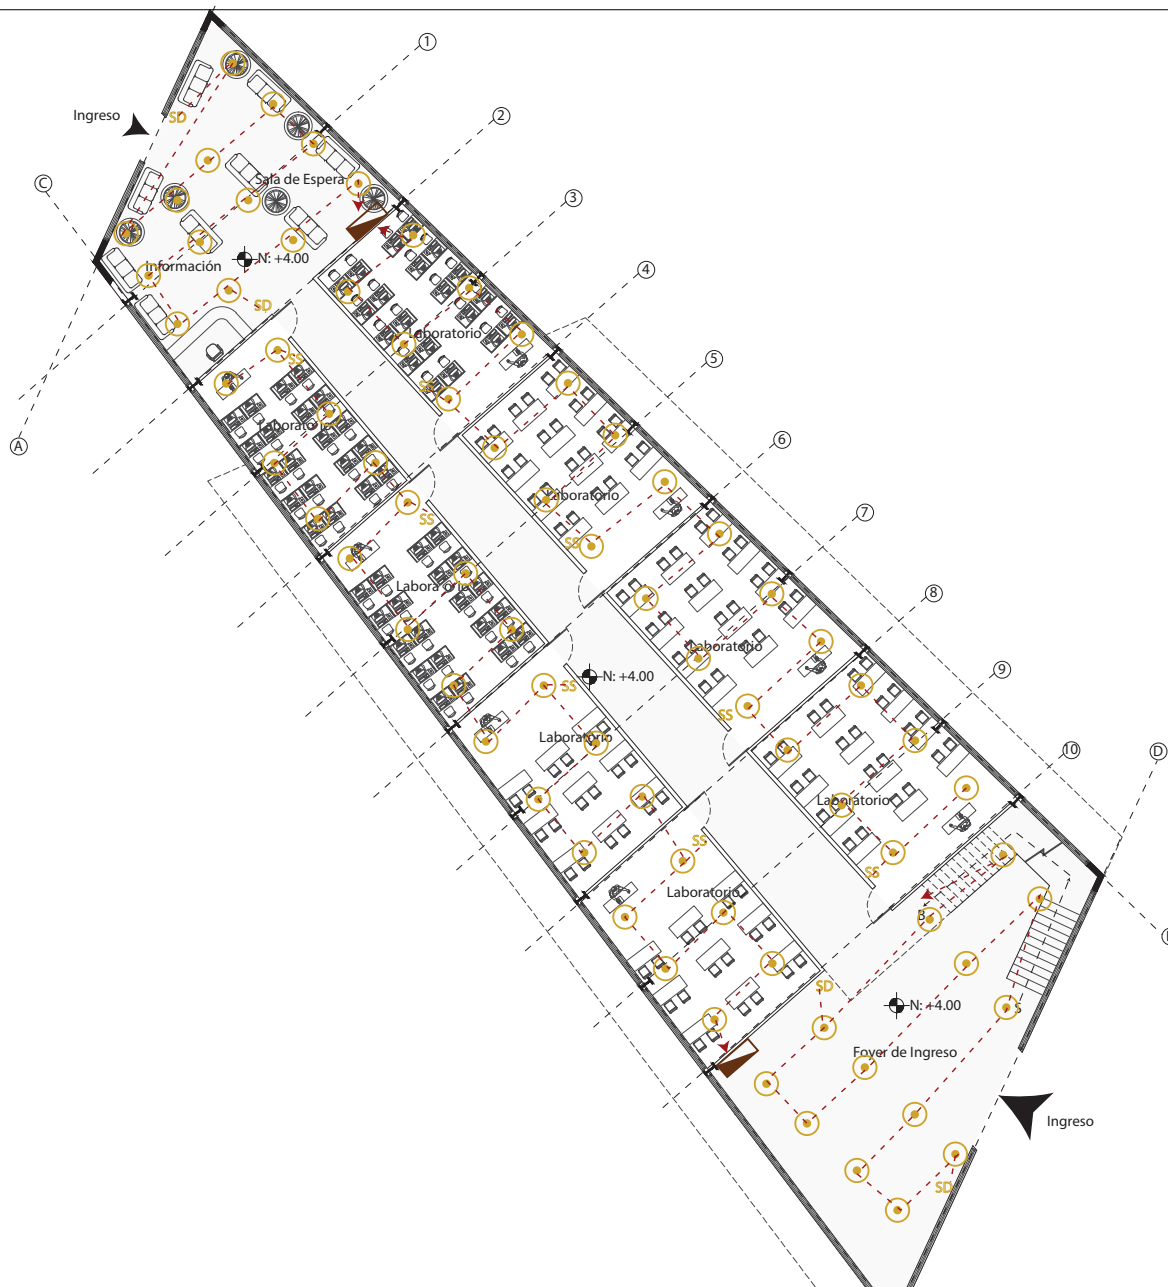 1
2
Ingreso
SD
Sala de Espera
C
3
Información
N: +4.00
4
SD
Laboratorio
SS
5
SS
A
Laboratorio
6
Laboratorio
7
SS
SS
Laboratorio
8
Laboratorio
9
N: +4.00
SS
SS
Laboratorio
10
D
Laboratorio
SS
SS
Laboratorio
B
SD
N: +4.00
S
Foyer de Ingreso
Ingreso
SD